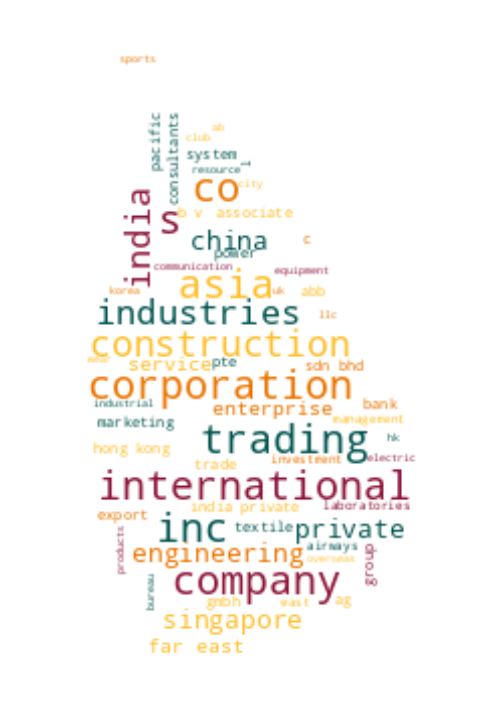 sports
pacific
consultants
ab
club
system
l
resource
co
city
india
s
b v associate
china
c
power
communication
equipment
asia
korea
uk
abb
industries
llc
construction
service
pte
sdn bhd
corporation
industrial
enterprise
bank
marketing
management
trading
hk
hong kong
trade
investment
electric
international
india private
laboratories
export
inc
textile
private
products
engineering
airways
overseas
group
company
bureau
gmbh
east
ag
singapore
far east